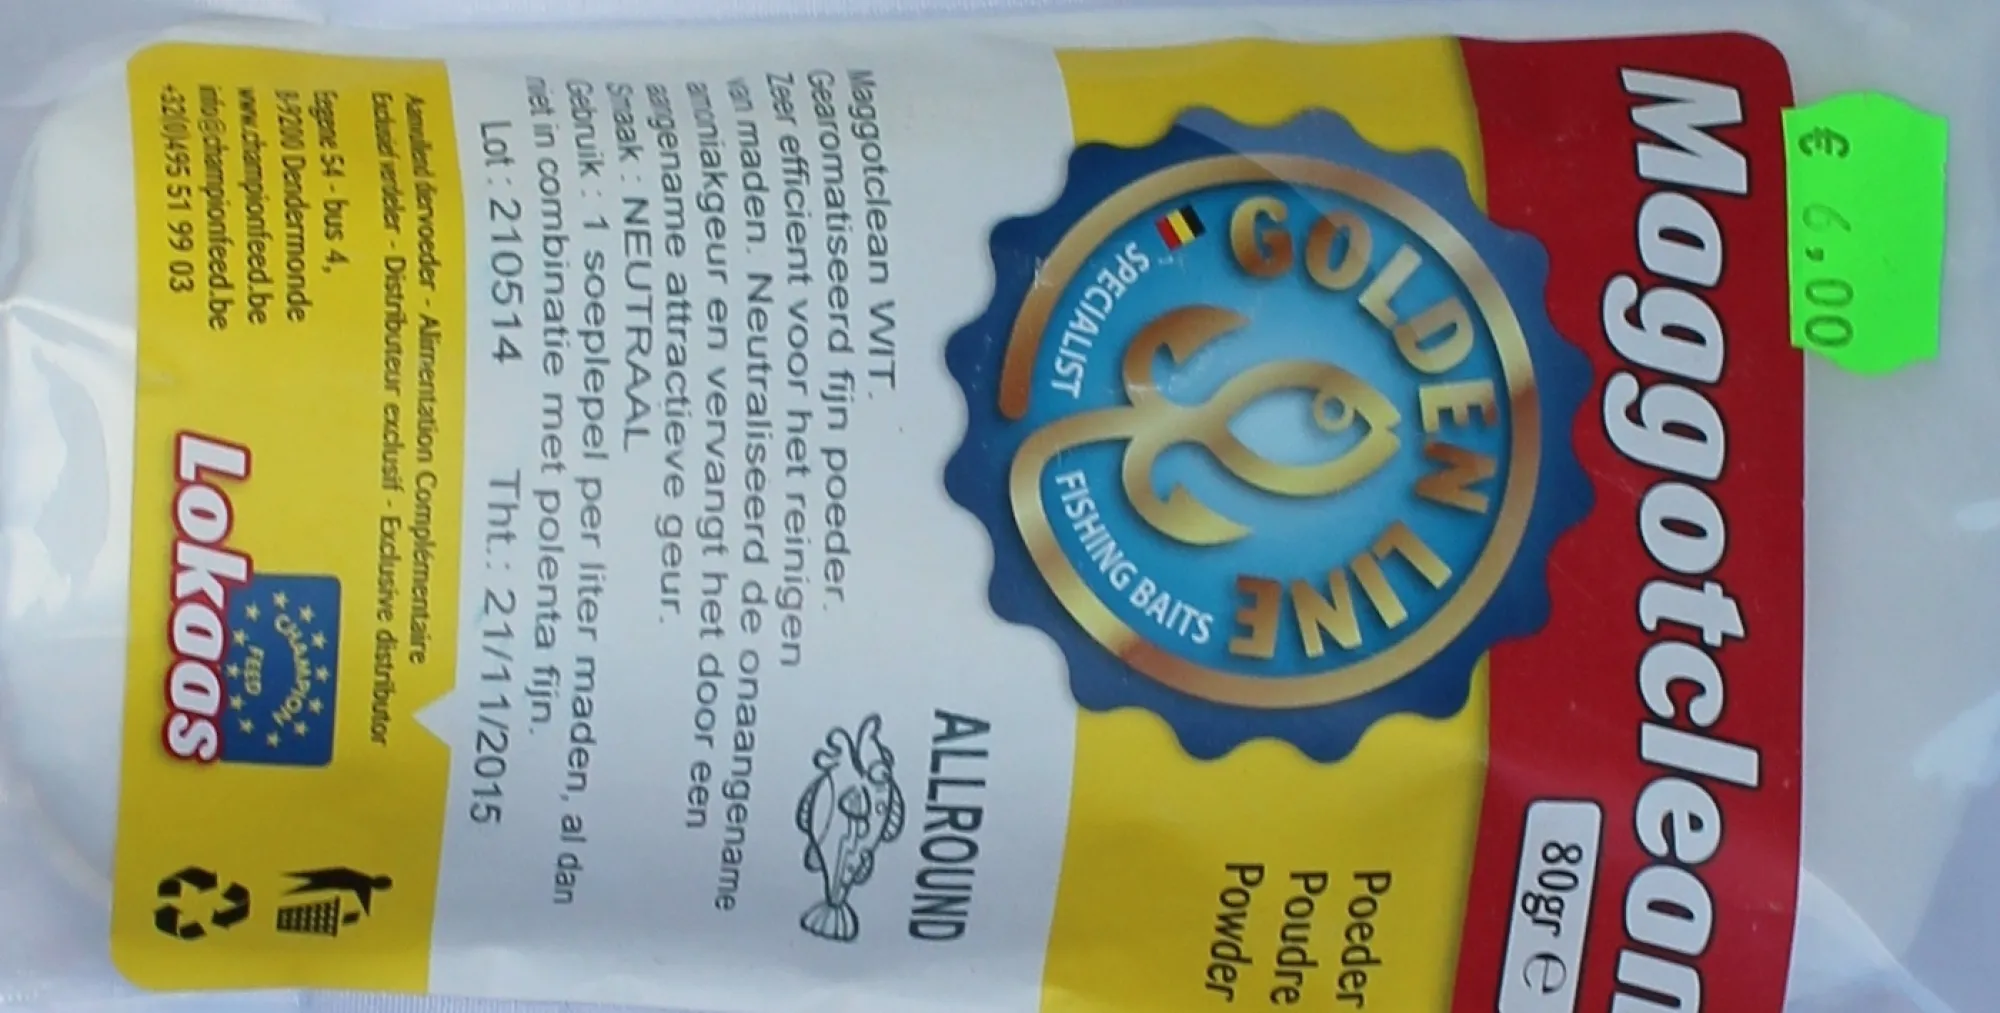 € 6,00
Maggotclean
80gr e
GOLDEN LINE
SPECIALIST FISHING BAITS
Poeder
Poudre
Powder
ALLROUND
Maggotclean WIT.
Gearomatiseerd fijn poeder.
Zeer efficient voor het reinigen
van maden. Neutraliseerd de onaangename
amoniakgeur en vervangt het door een
aangename attractieve geur.
Smaak : NEUTRAAL
Gebruik : 1 soeplepel per liter maden, al dan
niet in combinatie met polenta fijn.
Lot : 210514 Tht.: 21/11/2015
Aanvullend diervoeder - Alimentation Complémentaire
Exclusief verdeler - Distributeur exclusif - Exclusive distributor
Eegene 54 - bus 4,
B-9200 Dendermonde
www.championfeed.be
info@championfeed.be
+32(0)495 51 99 03
CHAMPION
FEED
Lokaas